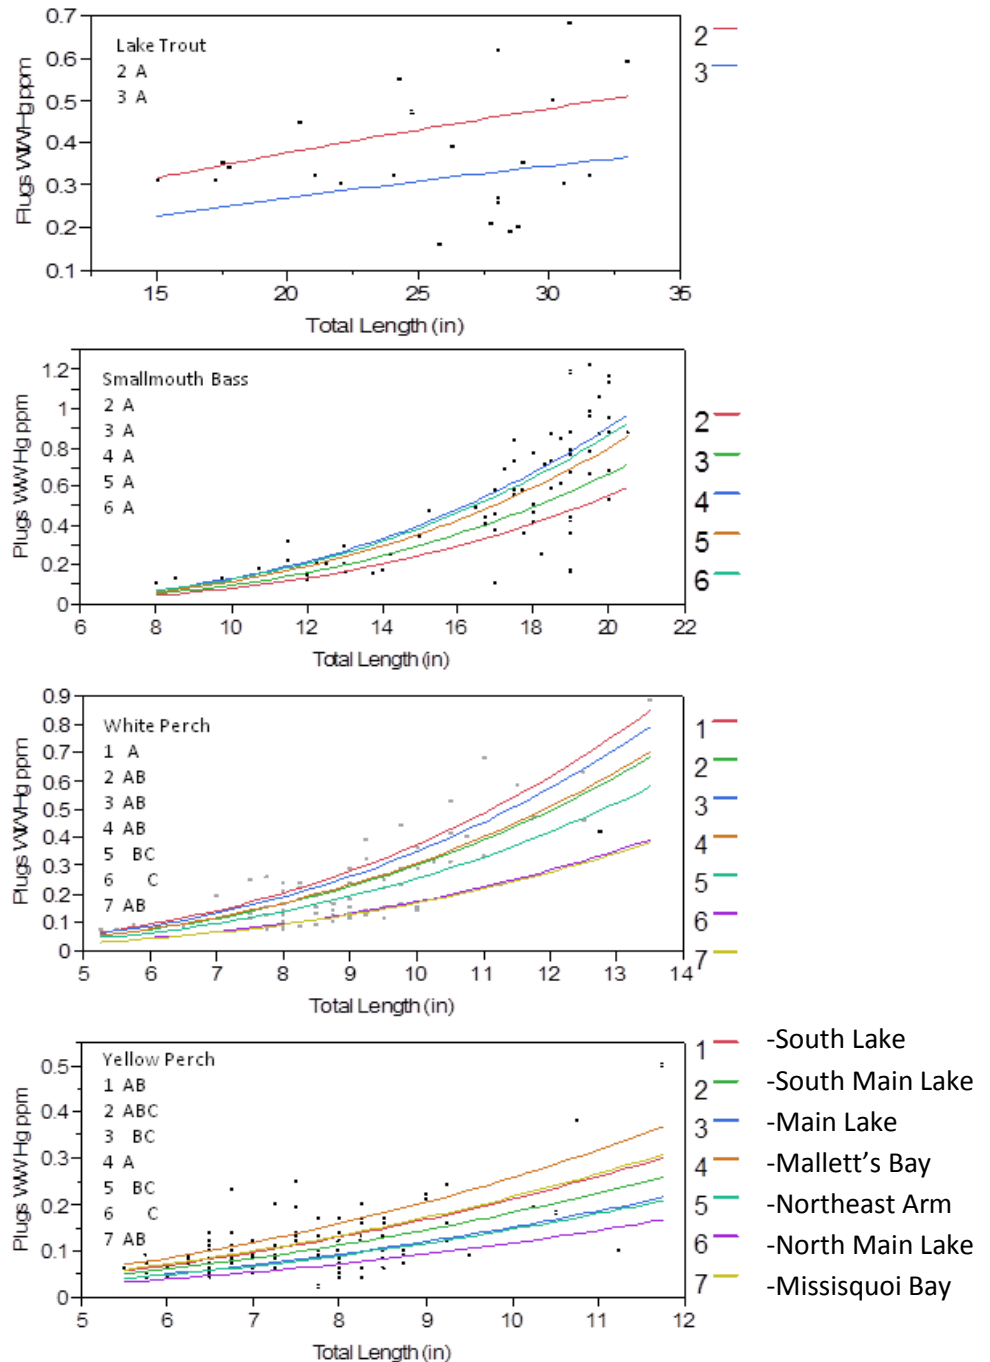 0.7
0.6
0.5
0.4
0.3
0.2
0.1
Plugs WW Hg ppm
Lake Trout
2 A
3 A
15 20 25 30 35
Total Length (in)
2
3
1.2
1
0.8
0.6
0.4
0.2
0
Plugs WW Hg ppm
Smallmouth Bass
2 A
3 A
4 A
5 A
6 A
6 8 10 12 14 16 18 20 22
Total Length (in)
2
3
4
5
6
0.9
0.8
0.7
0.6
0.5
0.4
0.3
0.2
0.1
0
Plugs WW Hg ppm
White Perch
1 A
2 AB
3 AB
4 AB
5 BC
6 C
7 AB
5 6 7 8 9 10 11 12 13 14
Total Length (in)
1
2
3
4
5
6
7
0.5
0.4
0.3
0.2
0.1
0
Plugs WW Hg ppm
Yellow Perch
1 AB
2 ABC
3 BC
4 A
5 BC
6 C
7 AB
5 6 7 8 9 10 11 12
Total Length (in)
1 -South Lake
2 -South Main Lake
3 -Main Lake
4 -Mallett's Bay
5 -Northeast Arm
6 -North Main Lake
7 -Missisquoi Bay